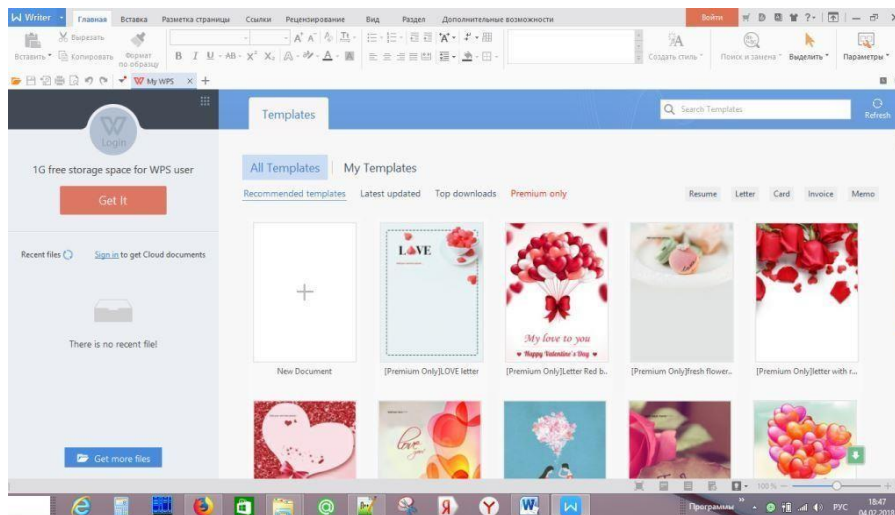 Writer
Главная
Вставка
Разметка страницы
Ссылки
Рецензирование
Вид
Раздел
Дополнительные возможности
Войти
Вырезать
Вставить
Копировать
Формат
по образцу
Создать стиль
Поиск и замена
Выделить
Параметры
My WPS
Templates
Search Templates
Refresh
Login
1G free storage space for WPS user
Get It
All Templates
My Templates
Recommended templates
Latest updated
Top downloads
Premium only
Resume
Letter
Card
Invoice
Memo
Recent files
Sign in to get Cloud documents
There is no recent file!
LOVE
My love to you
Happy Valentine's Day
New Document
[Premium Only]LOVE letter
[Premium Only]Letter Red b..
[Premium Only]fresh flower..
[Premium Only]letter with r...
love
Get more files
100 %
Программы
РУС
18:47